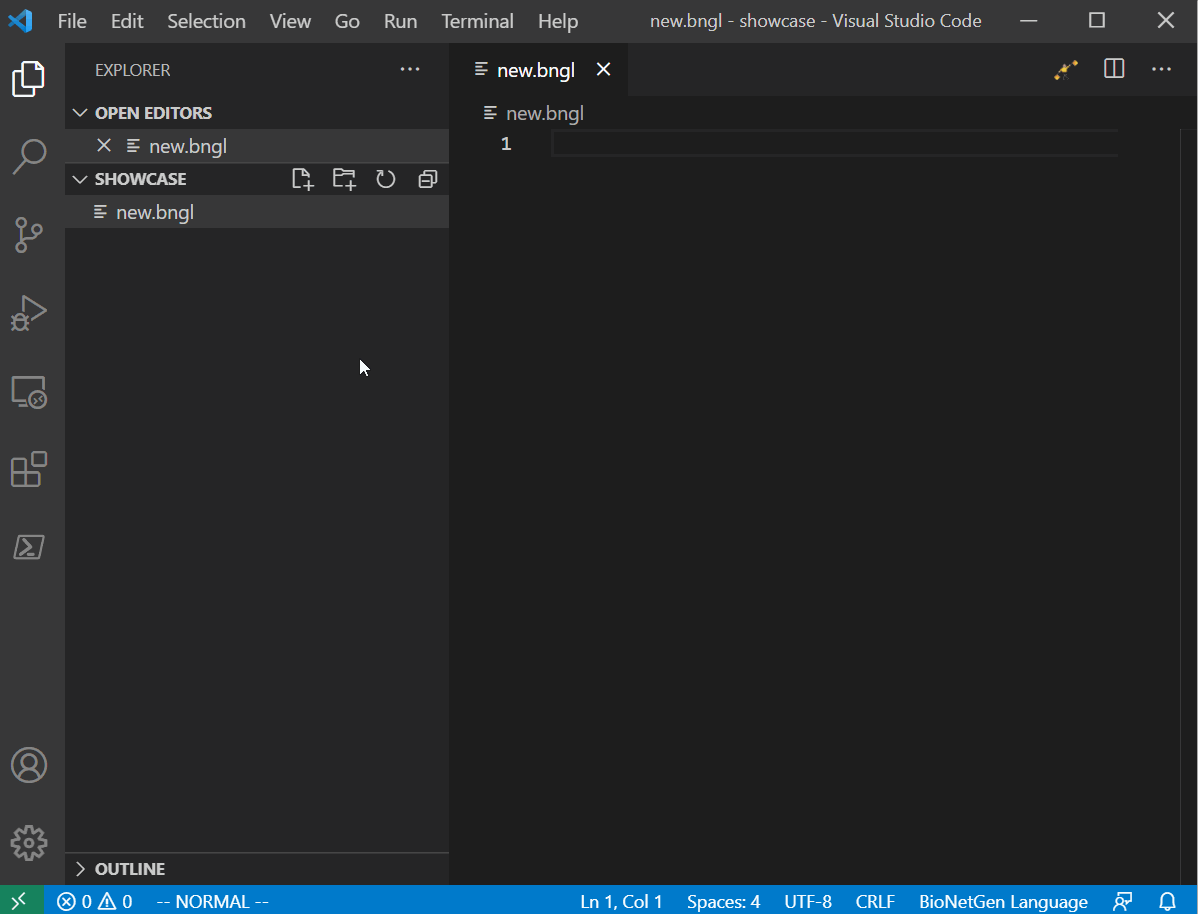 File Edit Selection View Go Run Terminal Help new.bngl - showcase - Visual Studio Code
EXPLORER
new.bngl
OPEN EDITORS
new.bngl
new.bngl
1
SHOWCASE
new.bngl
OUTLINE
0 0 -- NORMAL -- Ln 1, Col 1 Spaces: 4 UTF-8 CRLF BioNetGen Language